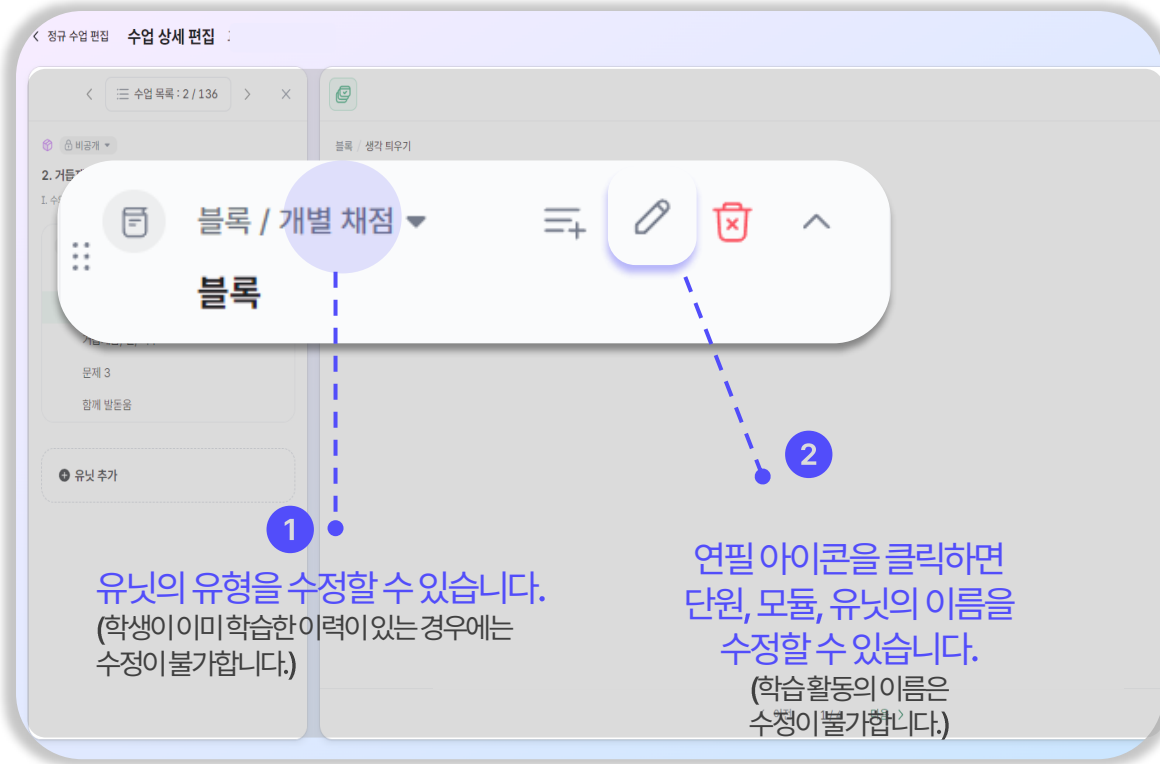 정규 수업 편집 수업 상세 편집
수업 목록 : 2 / 136
비공개
블록 / 생각 틔우기
2. 거듭
I. 수
블록 / 개별 채점
블록
문제 3
함께 발돋움
유닛 추가
1
2
유닛의 유형을 수정할 수 있습니다.
(학생이 이미 학습한 이력이 있는 경우에는
수정이 불가합니다.)
연필 아이콘을 클릭하면
단원, 모듈, 유닛의 이름을
수정할 수 있습니다.
(학습 활동의 이름은
수정이 불가합니다.)